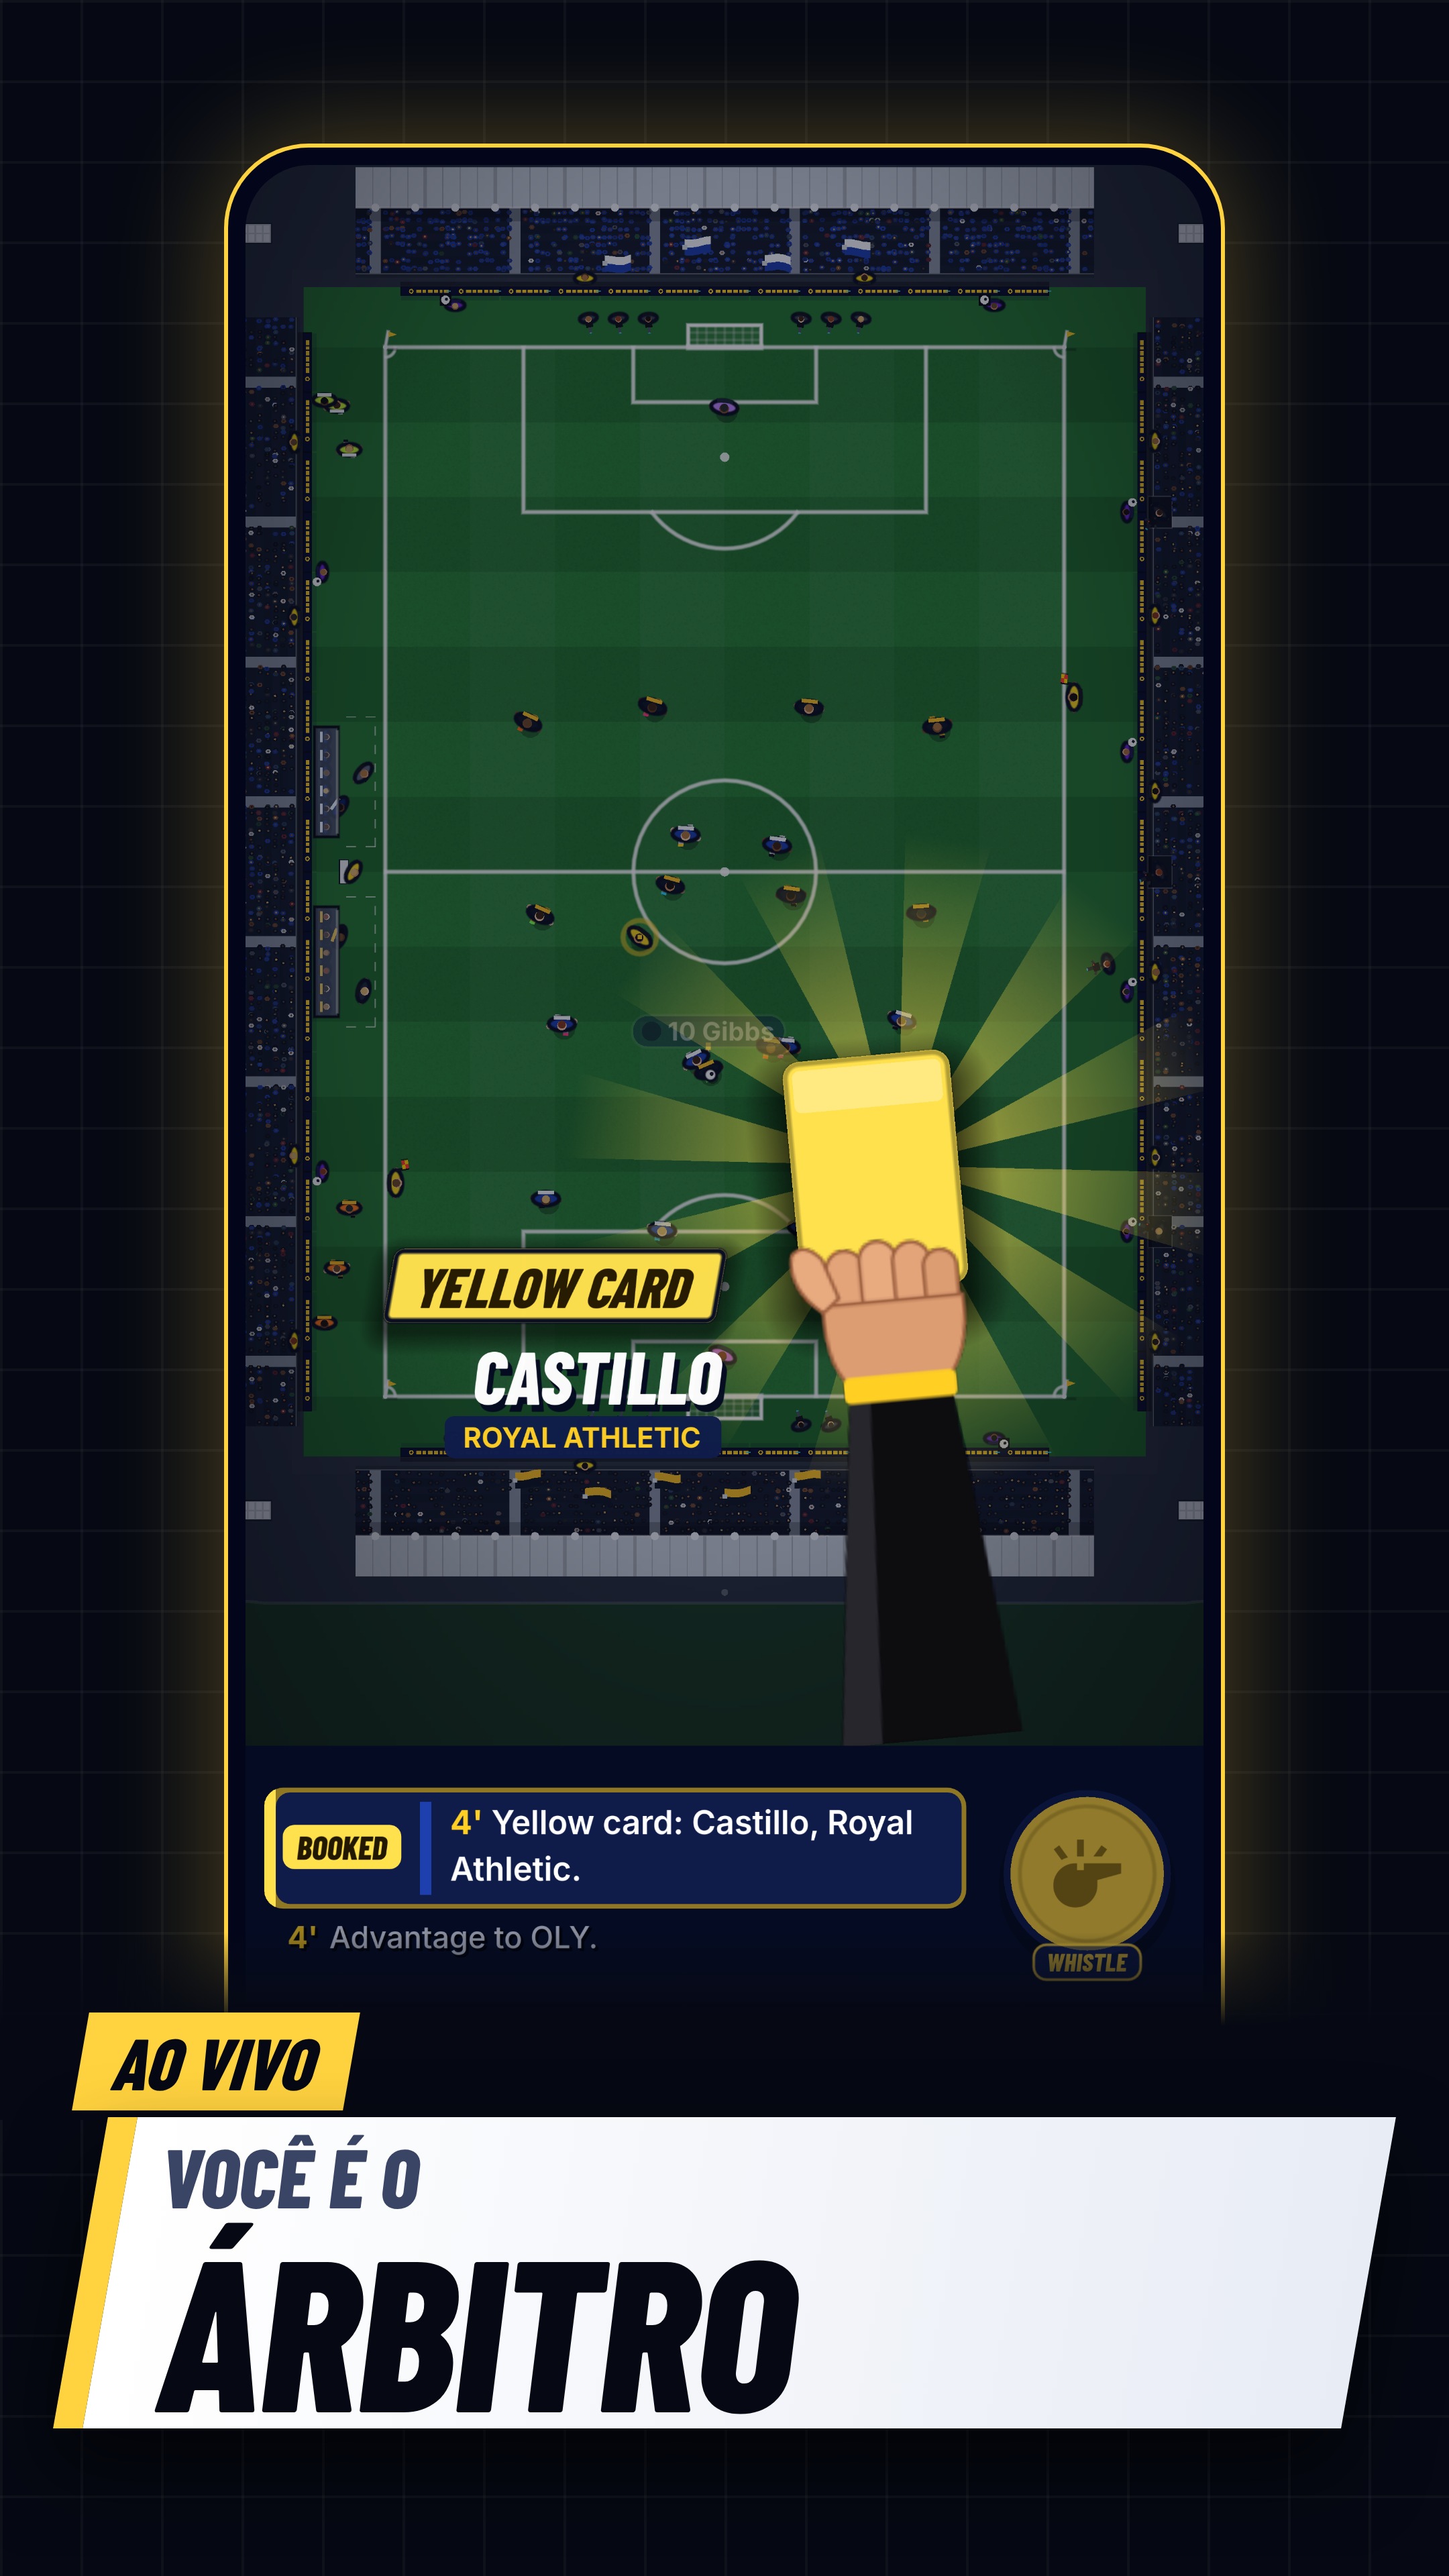 10 Gibbs
YELLOW CARD
CASTILLO
ROYAL ATHLETIC
BOOKED
4' Yellow card: Castillo, Royal
Athletic.
4' Advantage to OLY.
WHISTLE
AO VIVO
VOCÊ É O
ÁRBITRO